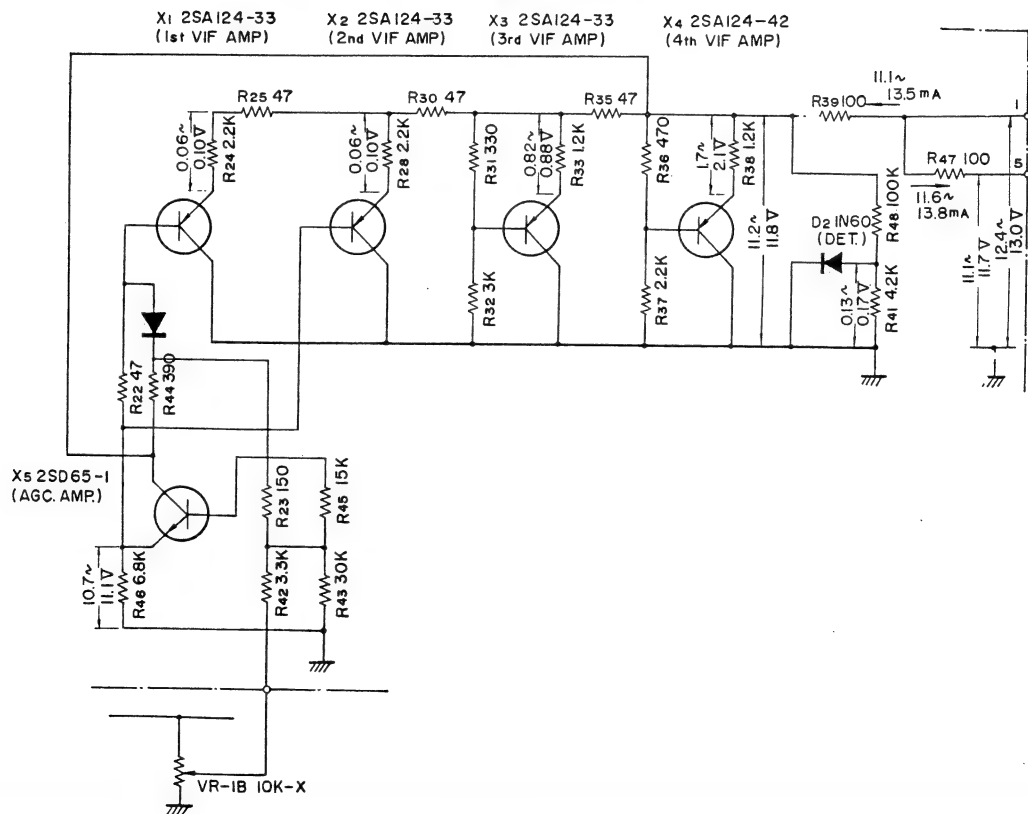 X1 2SA124-33
(1st VIF AMP)
X2 2SA124-33
(2nd VIF AMP)
X3 2SA124-33
(3rd VIF AMP)
X4 2SA124-42
(4th VIF AMP)
R25 47
R30 47
R35 47
R39 100
11.1~
13.5mA
1
0.06~
0.10V
R24 2.2K
0.06~
0.10V
R28 2.2K
R31 330
0.82~
0.88V
R33 1.2K
R36 470
1.7~
2.1V
R38 1.2K
R47 100
5
11.6~
13.8mA
R48 100K
D2 1N60
(DET.)
11.2~
11.8V
R32 3K
R37 2.2K
0.13~
0.17V
R41 4.2K
11.1~
11.7V
12.4~
13.0V
R22 47
R44 390
X5 2SD65-1
(AGC. AMP.)
R23 150
R45 15K
10.7~
11.1V
R46 6.8K
R42 3.3K
R43 30K
VR-1B 10K-X